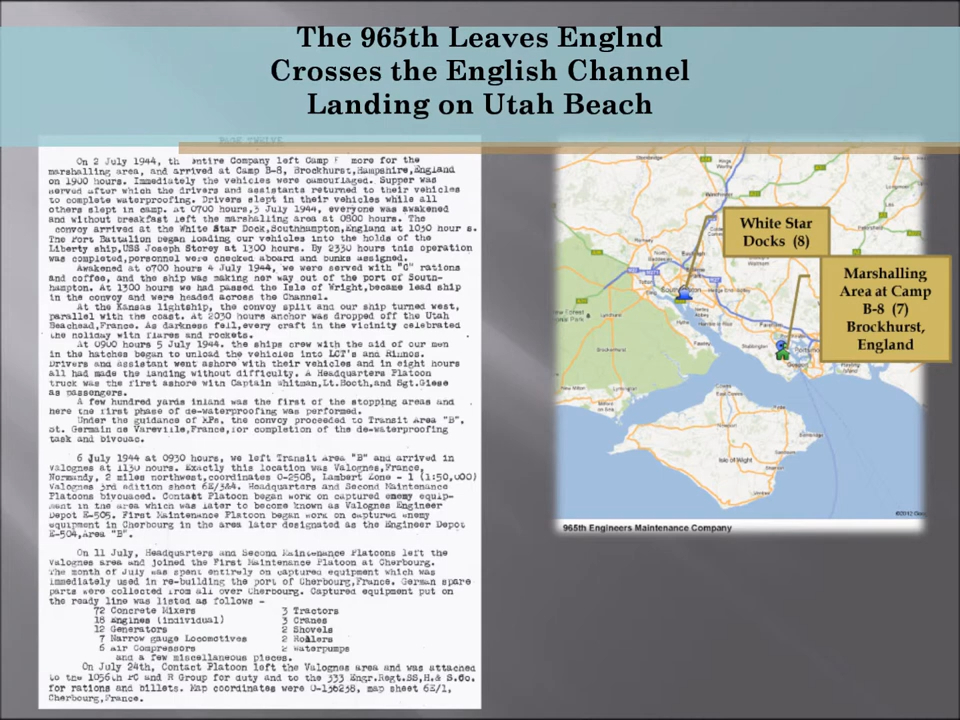 The 965th Leaves Englnd
Crosses the English Channel
Landing on Utah Beach
PAGE TWELVE
On 2 July 1944, th entire Company left Camp F more for the
marshalling area, and arrived at Camp B-8, Brockhurst,Hampshire,England
on 1900 hours. Immediately the vehicles were camouflaged. Supper was
served after which the drivers and assistants returned to their vehicles
to complete waterproofing. Drivers slept in their vehicles while all
others slept in camp. At 0700 hours,3 July 1944, everyone was awakened
and without breakfast left the marshalling area at 0800 hours. The
convoy arrived at the White Star Dock,Southhampton,England at 1030 hour s.
The Port Battalion began loading our vehicles into the holds of the
Liberty ship,USS Joseph Storey at 1300 hours. By 2330 hours this operation
was completed,personnel were checked aboard and bunks assigned.
Awakened at 0700 hours 4 July 1944, we were served with "C" rations
and coffee, and the ship was making her way out of the port of South-
hampton. At 1300 hours we had passed the Isle of Wright,became lead ship
in the convoy and were headed across the Channel.
At the Kansas lightship, the convoy split and our ship turned west,
parallel with the coast. At 2030 hours anchor was dropped off the Utah
Beachead,France. As darkness fell,every craft in the vicinity celebrated
the holiday with flares and rockets.
At 0900 hours 5 July 1944. the ships crew with the aid of our men
in the hatches began to unload the vehicles into LCT's and Rhinos.
Drivers and assistant went ashore with their vehicles and in eight hours
all had made the landing without difficulty. A Headquarters Platoon
truck was the first ashore with Captain Whitman,Lt.Booth,and Sgt.Giese
as passengers.
A few hundred yards inland was the first of the stopping areas and
here the first phase of de-waterproofing was performed.
Under the guidance of MPs, the convoy proceeded to Transit Area "B",
St. Germain de Vareville,France,for completion of the de-waterproofing
task and bivouac.
6 July 1944 at 0930 hours, we left Transit Area "B" and arrived in
Valognes at 1130 hours. Exactly this location was Valognes,France,
Normandy, 2 miles northwest,coordinates O-2508, Lambert Zone - 1 (1:50,000)
Valognes 3rd edition sheet 6E/3&4. Headquarters and Second Maintenance
Platoons bivouaced. Contact Platoon began work on captured enemy equip-
ment in the area which was later to become known as Valognes Engineer
Depot E-505. First Maintenance Platoon began work on captured enemy
equipment in Cherbourg in the area later designated as the Engineer Depot
E-504,Area "B".
On 11 July, Headquarters and Second Maintenance Platoons left the
Valognes area and joined the First Maintenance Platoon at Cherbourg.
The month of July was spent entirely on captured equipment which was
immediately used in re-building the port of Cherbourg,France. German spare
parts were collected from all over Cherbourg. Captured equipment put on
the ready line was listed as follows -
72 Concrete Mixers 3 Tractors
18 Engines (individual) 3 Cranes
12 Generators 2 Shovels
7 Narrow gauge Locomotives 2 Rollers
6 Air Compressors 2 Waterpumps
and a few miscellaneous pieces.
On July 24th, Contact Platoon left the Valognes area and was attached
to the 1056th PC and R Group for duty and to the 333 Engr.Regt.SS,H.& S.Co.
for rations and billets. Map coordinates were O-136238, map sheet 6E/1,
Cherbourg,France.
White Star
Docks (8)
Marshalling
Area at Camp
B-8 (7)
Brockhurst,
England
Isle of Wight
965th Engineers Maintenance Company